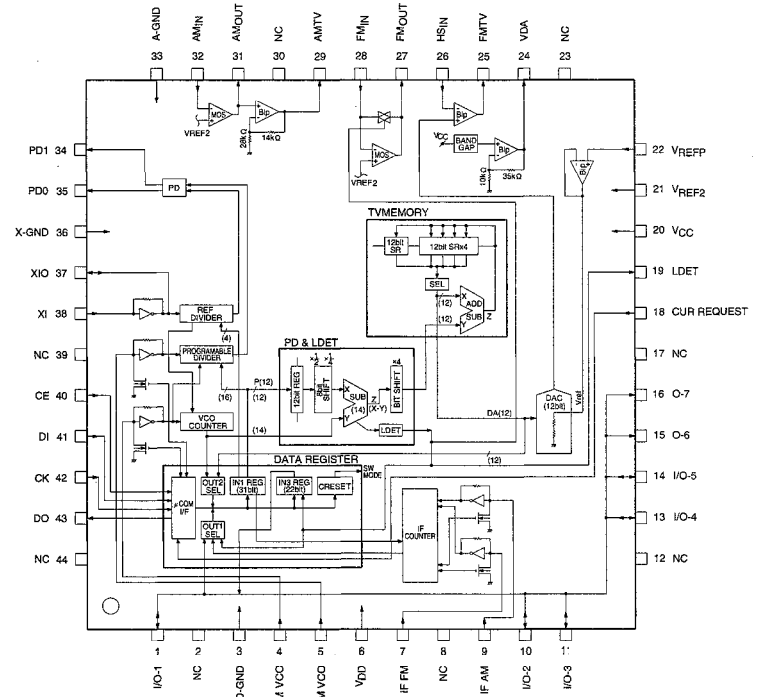 A-GND
AMIN
AMOUT
NC
AMTV
FMIN
FMOUT
HSIN
FMTV
VDA
NC
33 32 31 30 29 28 27 26 25 24 23
MOS
VREF2
Bip
28kΩ
14kΩ
MOS
VREF2
Bip
VCC
BAND GAP
Bip
10kΩ
35kΩ
Bip
PD1 34
PD0 35
X-GND 36
XIO 37
XI 38
NC 39
CE 40
DI 41
CK 42
DO 43
NC 44
22 VREFP
21 VREF2
20 VCC
19 LDET
18 CUR REQUEST
17 NC
16 O-7
15 O-6
14 I/O-5
13 I/O-4
12 NC
PD
TVMEMORY
12bit SR
12bit SRx4
SEL
(12)
(12)
X
ADD
SUB
Y
Z
REF DIVIDER
(4)
PROGRAMABLE DIVIDER
(16)
P(12)
(12)
VCO COUNTER
(14)
PD & LDET
12bit REG
8bit SHIFT
X
SUB
(14)
Y
Z
(X-Y)
×4
BIT SHIFT
LDET
DA(12)
DAC
(12bit)
Vref
(12)
DATA REGISTER
μCOM I/F
OUT2 SEL
IN1 REG
(31bit)
IN3 REG
(22bit)
CRESET
SW MODE
OUT1 SEL
IF COUNTER
1 2 3 4 5 6 7 8 9 10 11
I/O-1
NC
D-GND
M VCO
M VCO
VDD
IF FM
NC
IF AM
I/O-2
I/O-3